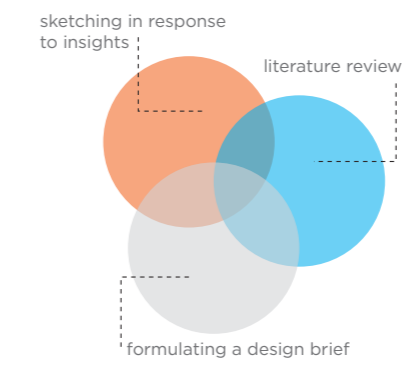 sketching in response
to insights
literature review
formulating a design brief